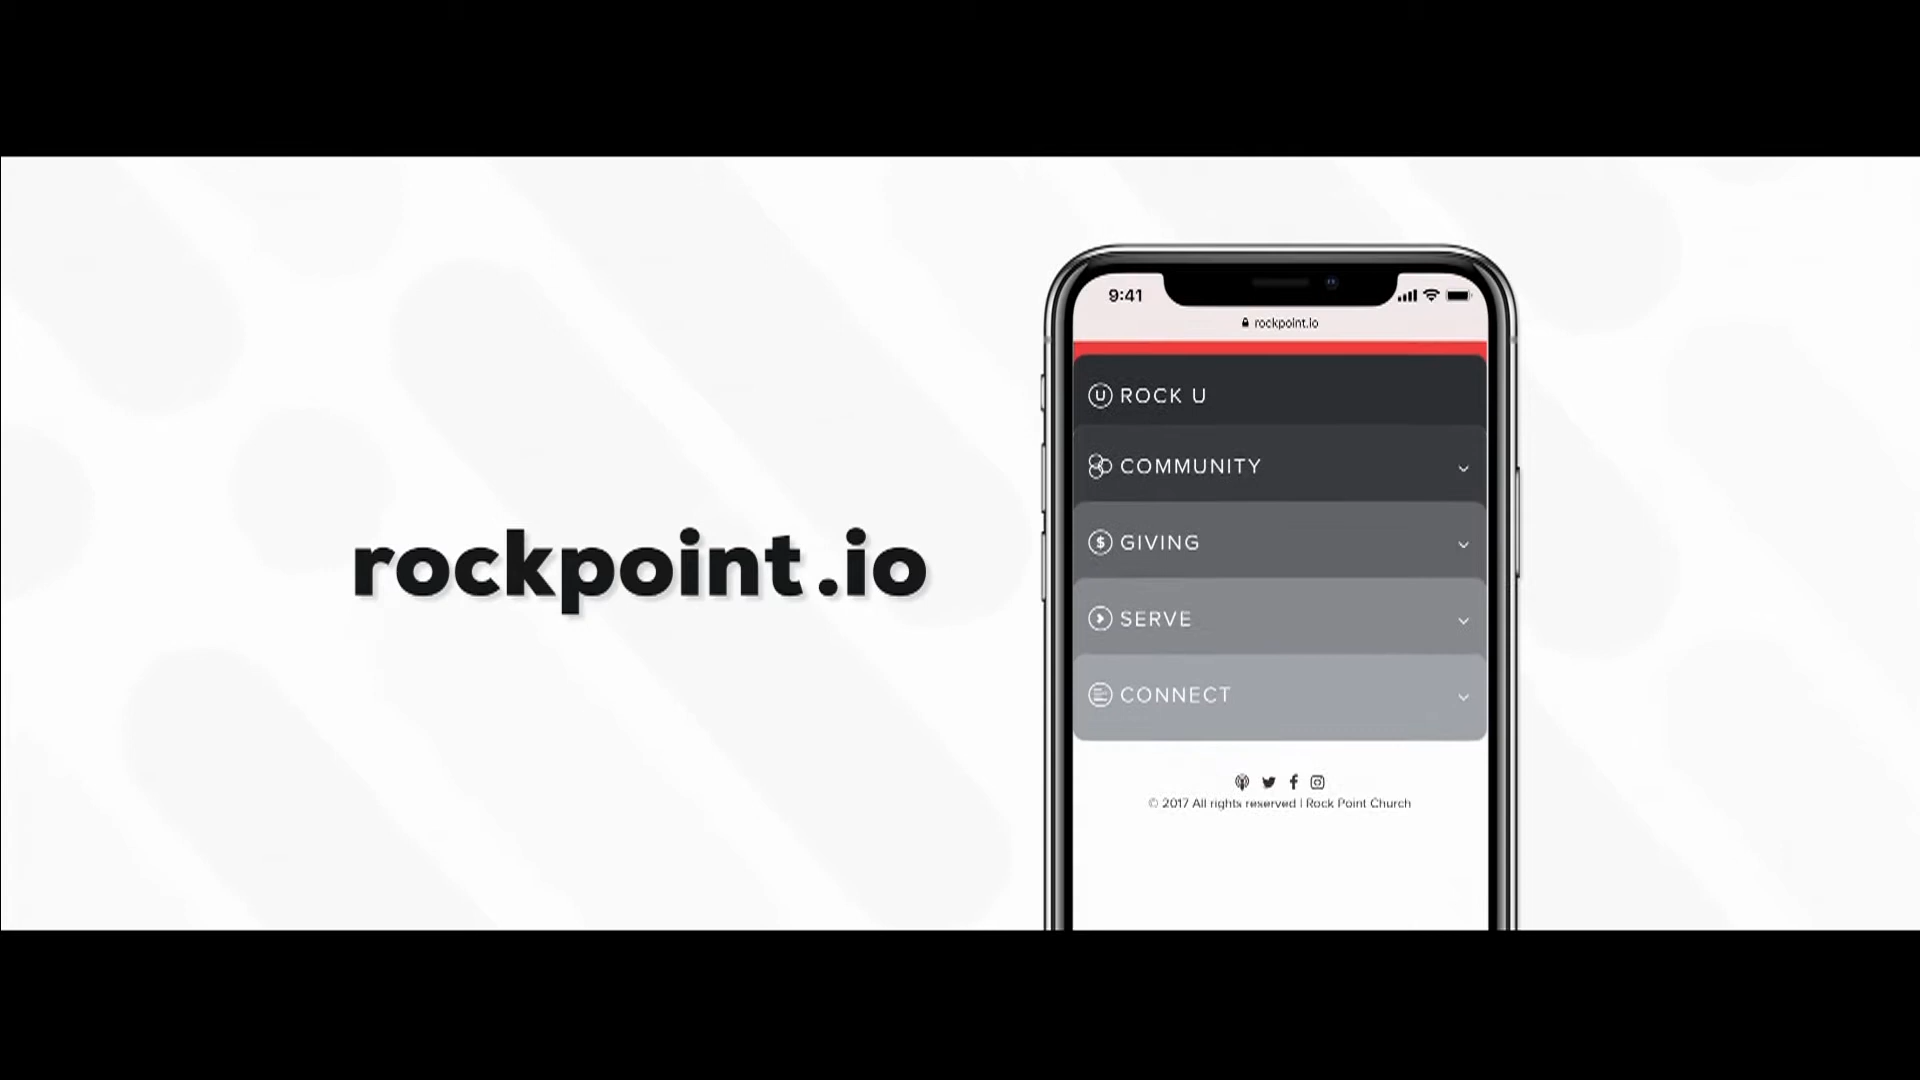 rockpoint.io
9:41
rockpoint.io
ROCK U
COMMUNITY
GIVING
SERVE
CONNECT
© 2017 All rights reserved | Rock Point Church